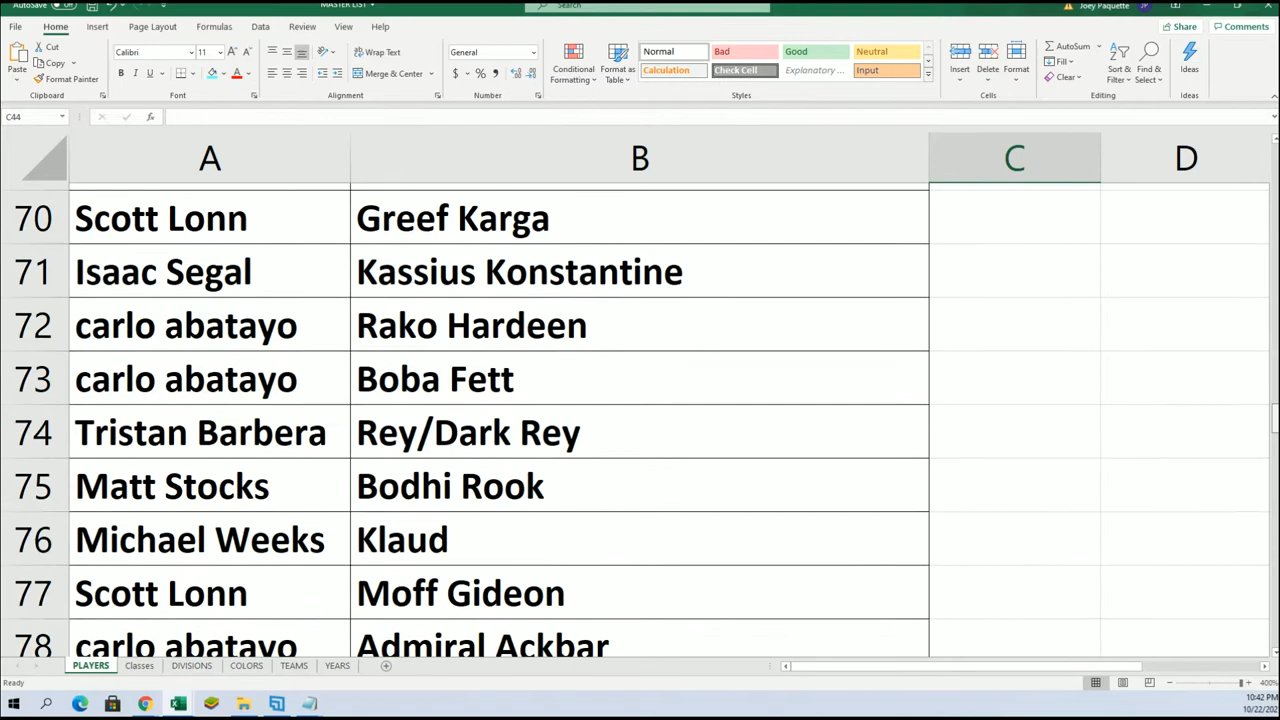 AutoSave Off MASTER LIST Search Joey Paquette JP
File Home Insert Page Layout Formulas Data Review View Help Share Comments
Paste Cut Copy Format Painter Clipboard
Calibri 11 B I U Font
Wrap Text Merge & Center Alignment
General $ % Number
Conditional Formatting Format as Table
Normal Bad Good Neutral
Calculation Check Cell Explanatory ... Input
Styles
Insert Delete Format Cells
AutoSum Fill Clear Sort & Filter Find & Select Editing
Ideas Ideas
C44 fx
A B C D
70 Scott Lonn Greef Karga
71 Isaac Segal Kassius Konstantine
72 carlo abatayo Rako Hardeen
73 carlo abatayo Boba Fett
74 Tristan Barbera Rey/Dark Rey
75 Matt Stocks Bodhi Rook
76 Michael Weeks Klaud
77 Scott Lonn Moff Gideon
78 carlo abatayo Admiral Ackbar
PLAYERS Classes DIVISIONS COLORS TEAMS YEARS
Ready 400%
10:42 PM
10/22/202